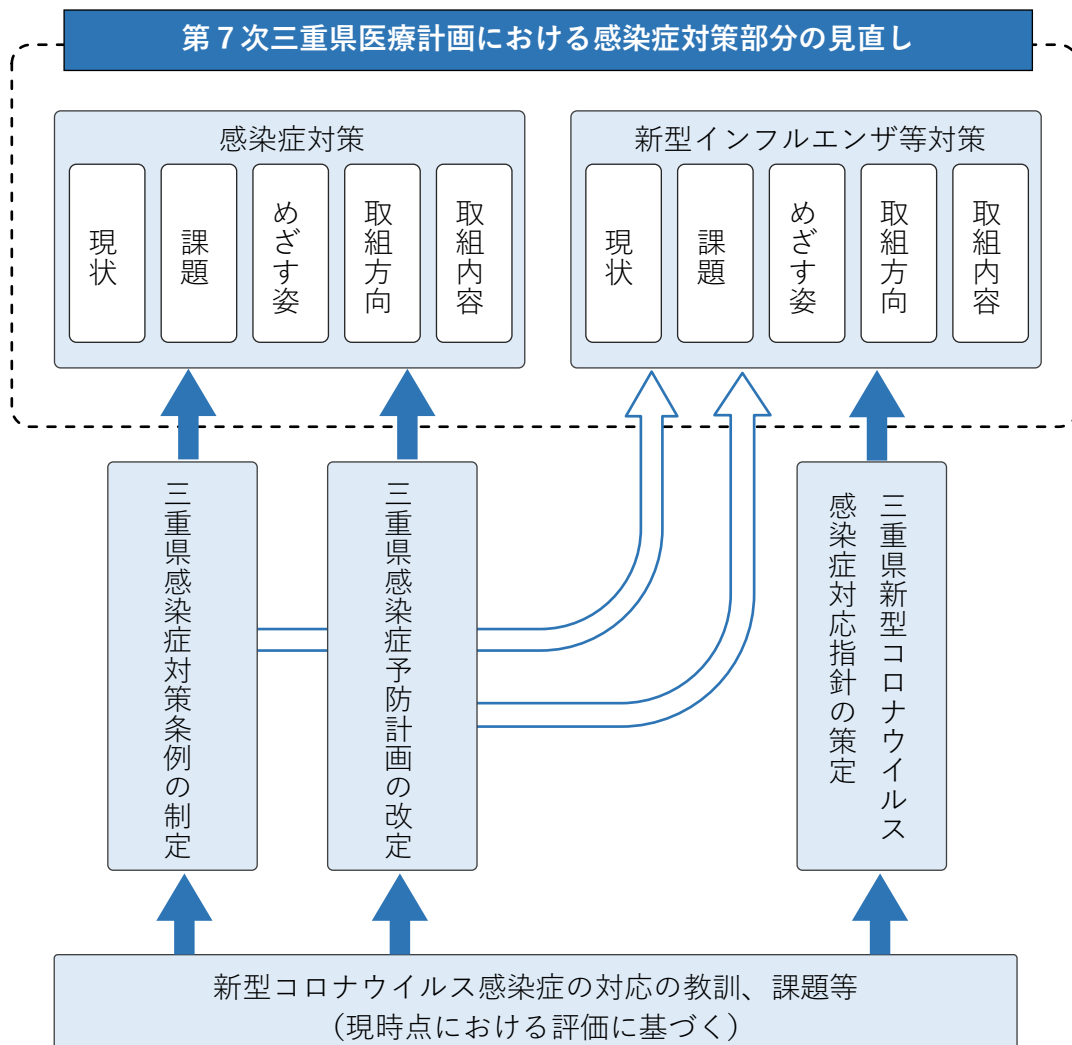 第７次三重県医療計画における感染症対策部分の見直し
感染症対策
現状
課題
めざす姿
取組方向
取組内容
新型インフルエンザ等対策
現状
課題
めざす姿
取組方向
取組内容
三重県感染症対策条例の制定
三重県感染症予防計画の改定
三重県新型コロナウイルス
感染症対応指針の策定
新型コロナウイルス感染症の対応の教訓、課題等
（現時点における評価に基づく）